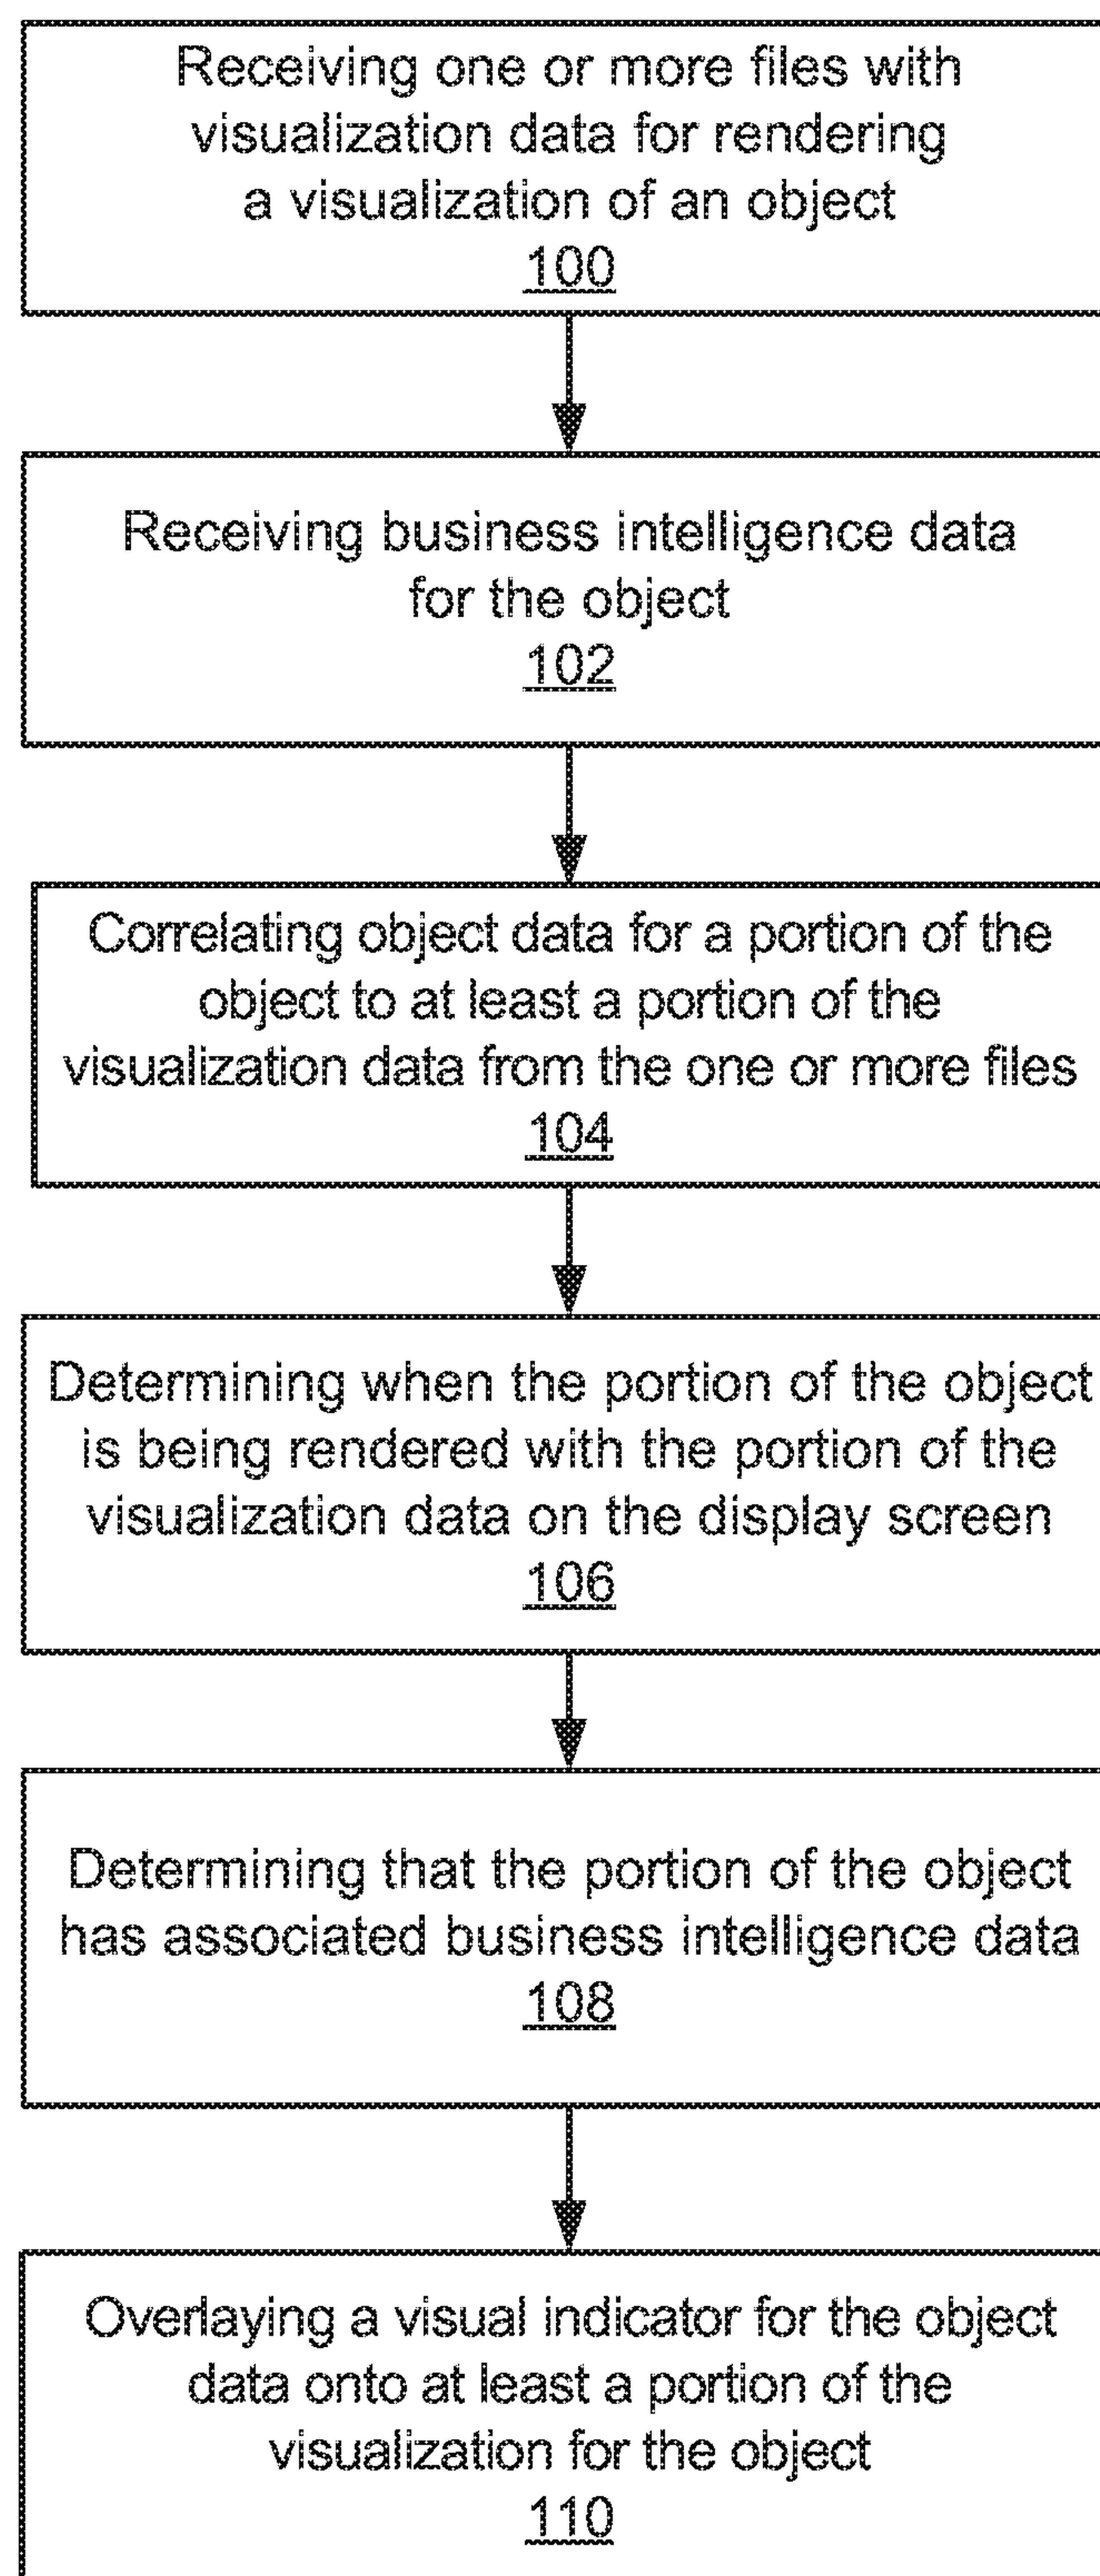 Receiving one or more files with
visualization data for rendering
a visualization of an object
100
Receiving business intelligence data
for the object
102
Correlating object data for a portion of the
object to at least a portion of the
visualization data from the one or more files
104
Determining when the portion of the object
is being rendered with the portion of the
visualization data on the display screen
106
Determining that the portion of the object
has associated business intelligence data
108
Overlaying a visual indicator for the object
data onto at least a portion of the
visualization for the object
110